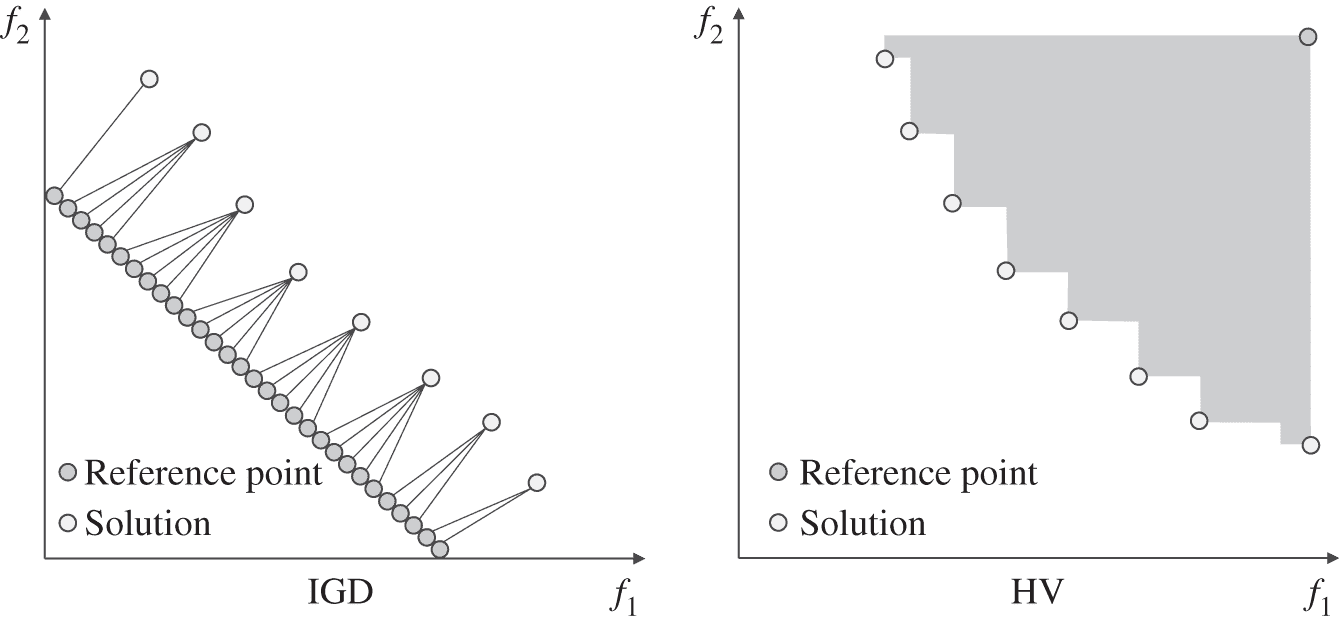 f2
Reference point
Solution
IGD
f1
f2
Reference point
Solution
HV
f1